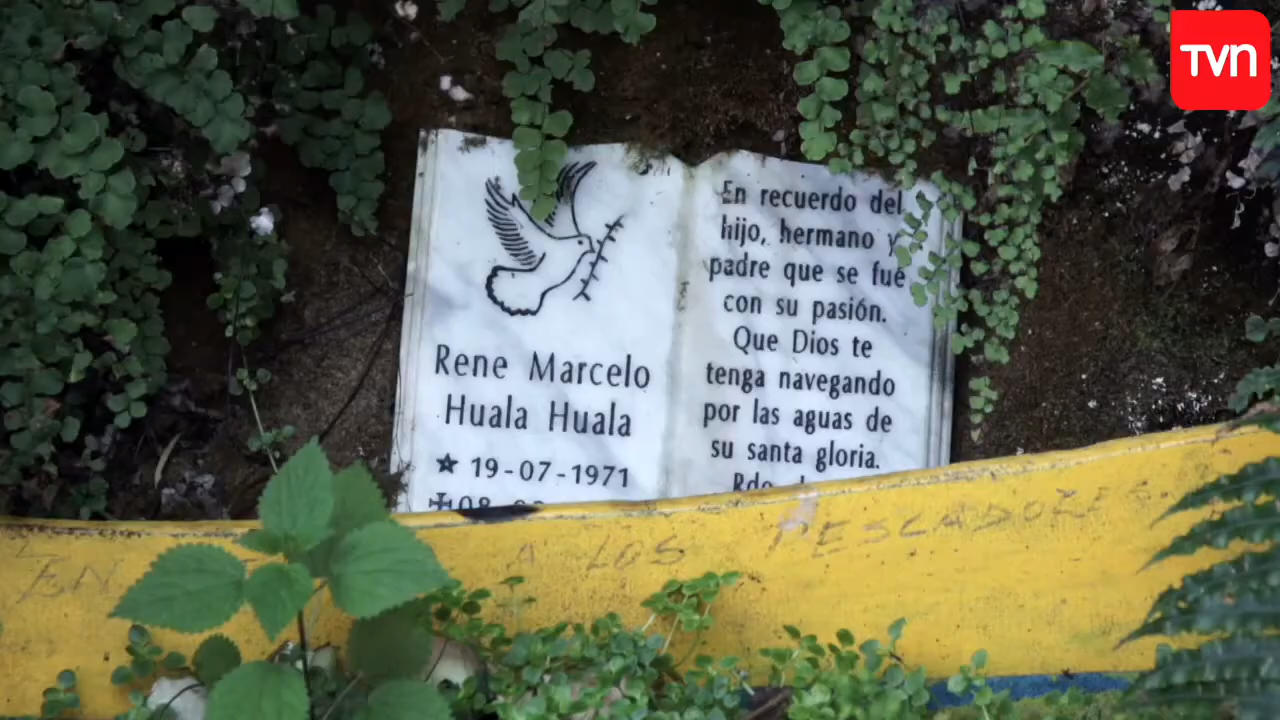 tvn
Rene Marcelo
Huala Huala
19-07-1971
En recuerdo del
hijo, hermano y
padre que se fué
con su pasión.
Que Dios te
tenga navegando
por las aguas de
su santa gloria.
EN A LOS PESCADORES